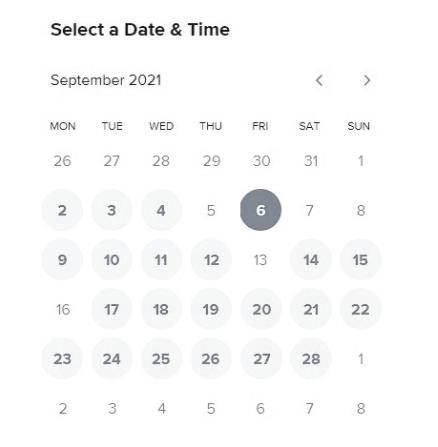 Select a Date & Time
September 2021
MON TUE WED THU FRI SAT SUN
26 27 28 29 30 31 1
2 3 4 5 6 7 8
9 10 11 12 13 14 15
16 17 18 19 20 21 22
23 24 25 26 27 28 1
2 3 4 5 6 7 8